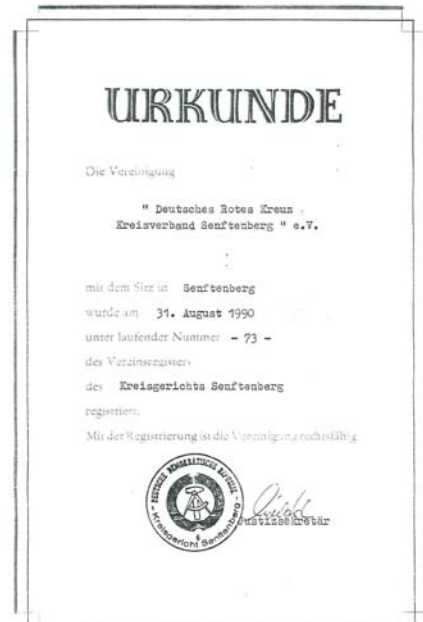 URKUNDE
Die Vereinigung
" Deutsches Rotes Kreuz
Kreisverband Senftenberg " e.V.
mit dem Sitz in Senftenberg
wurde am 31. August 1990
unter laufender Nummer - 73 -
des Vereinsregisters
des Kreisgerichts Senftenberg
registriert.
Mit der Registrierung ist die Vereinigung rechtsfähig.
DEUTSCHE DEMOKRATISCHE REPUBLIK
Kreisgericht Senftenberg
6
Justizsekretär